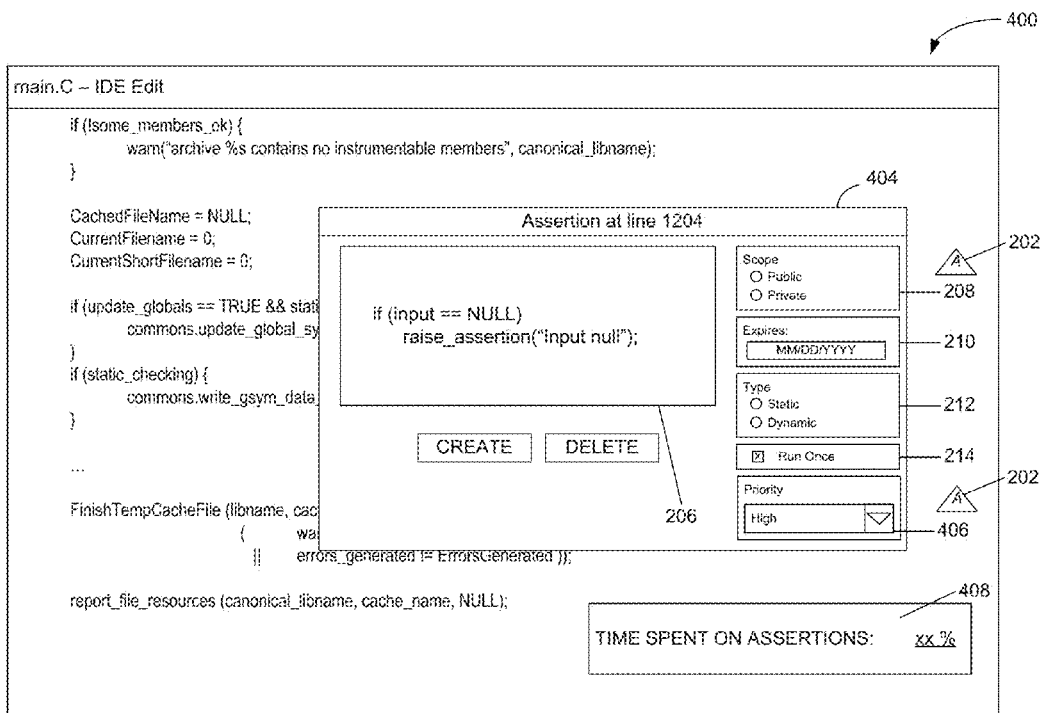 400
main.C – IDE Edit
if (!some_members_ok) {
warn("archive %s contains no instrumentable members", canonical_libname);
}
404
CachedFileName = NULL;
CurrentFilename = 0;
CurrentShortFilename = 0;
Assertion at line 1204
if (input == NULL)
raise_assertion("Input null");
CREATE
DELETE
206
Scope
Public
Private
208
202
A
Expires:
MM/DD/YYYY
210
Type
Static
Dynamic
212
Run Once
214
Priority
High
406
202
A
if (update_globals == TRUE && stati
commons.update_global_sy
}
if (static_checking) {
commons.write_gsym_data_
}
...
FinishTempCacheFile (libname, cac
( wa
|| errors_generated != ErrorsGenerated ));
report_file_resources (canonical_libname, cache_name, NULL);
408
TIME SPENT ON ASSERTIONS: xx %